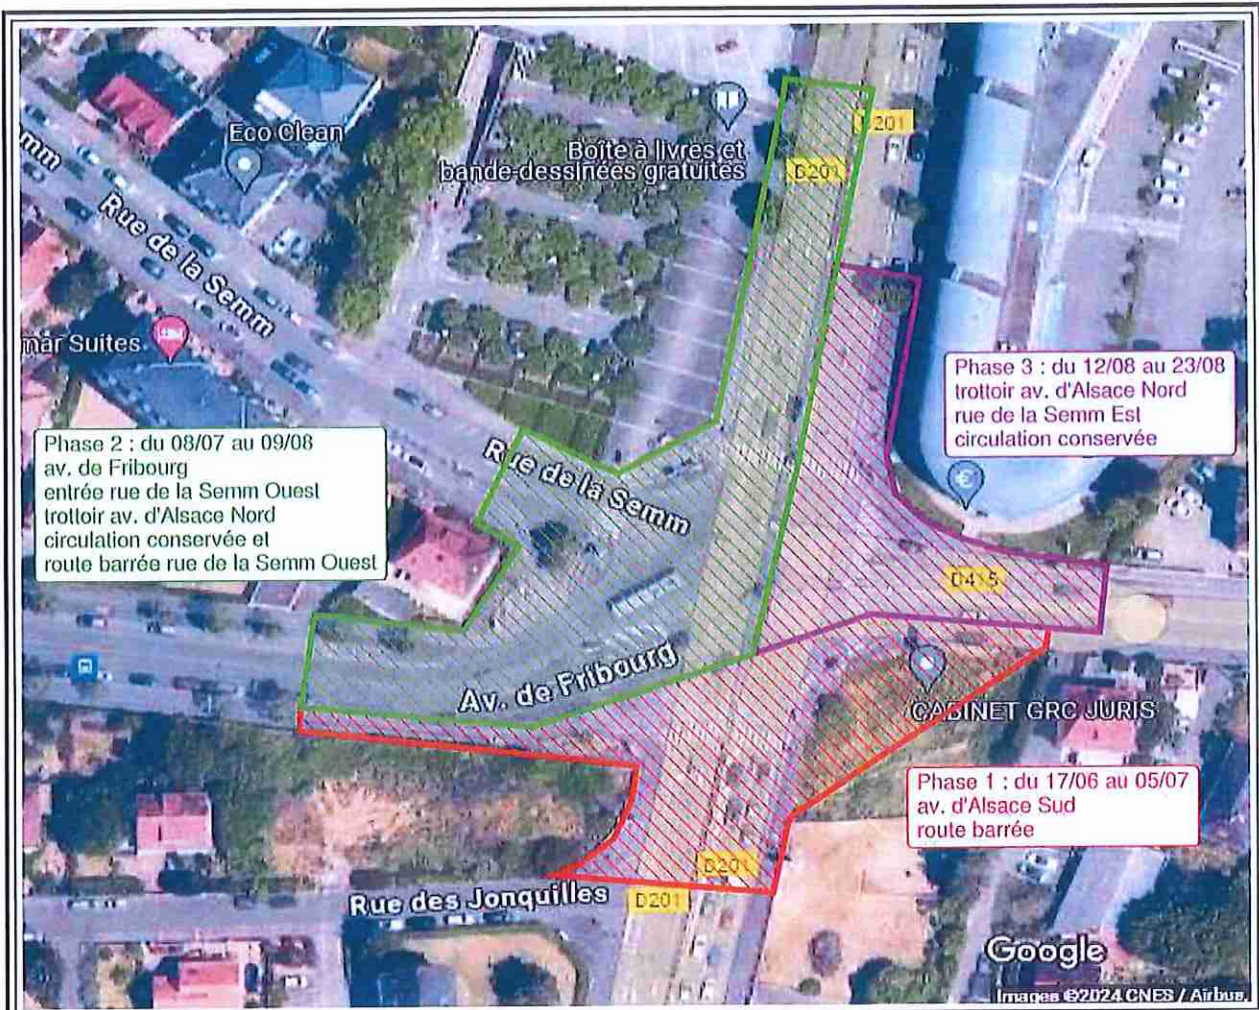 Eco Clean
Boîte à livres et
bande-dessinées gratuites
D201
D201
mm
Rue de la Semm
mar Suites
Phase 3 : du 12/08 au 23/08
trottoir av. d'Alsace Nord
rue de la Semm Est
circulation conservée
Phase 2 : du 08/07 au 09/08
av. de Fribourg
entrée rue de la Semm Ouest
trottoir av. d'Alsace Nord
circulation conservée et
route barrée rue de la Semm Ouest
Rue de la Semm
D415
Av. de Fribourg
CABINET GRC JURIS
Phase 1 : du 17/06 au 05/07
av. d'Alsace Sud
route barrée
D201
Rue des Jonquilles
D201
Google
Images ©2024 CNES / Airbus,